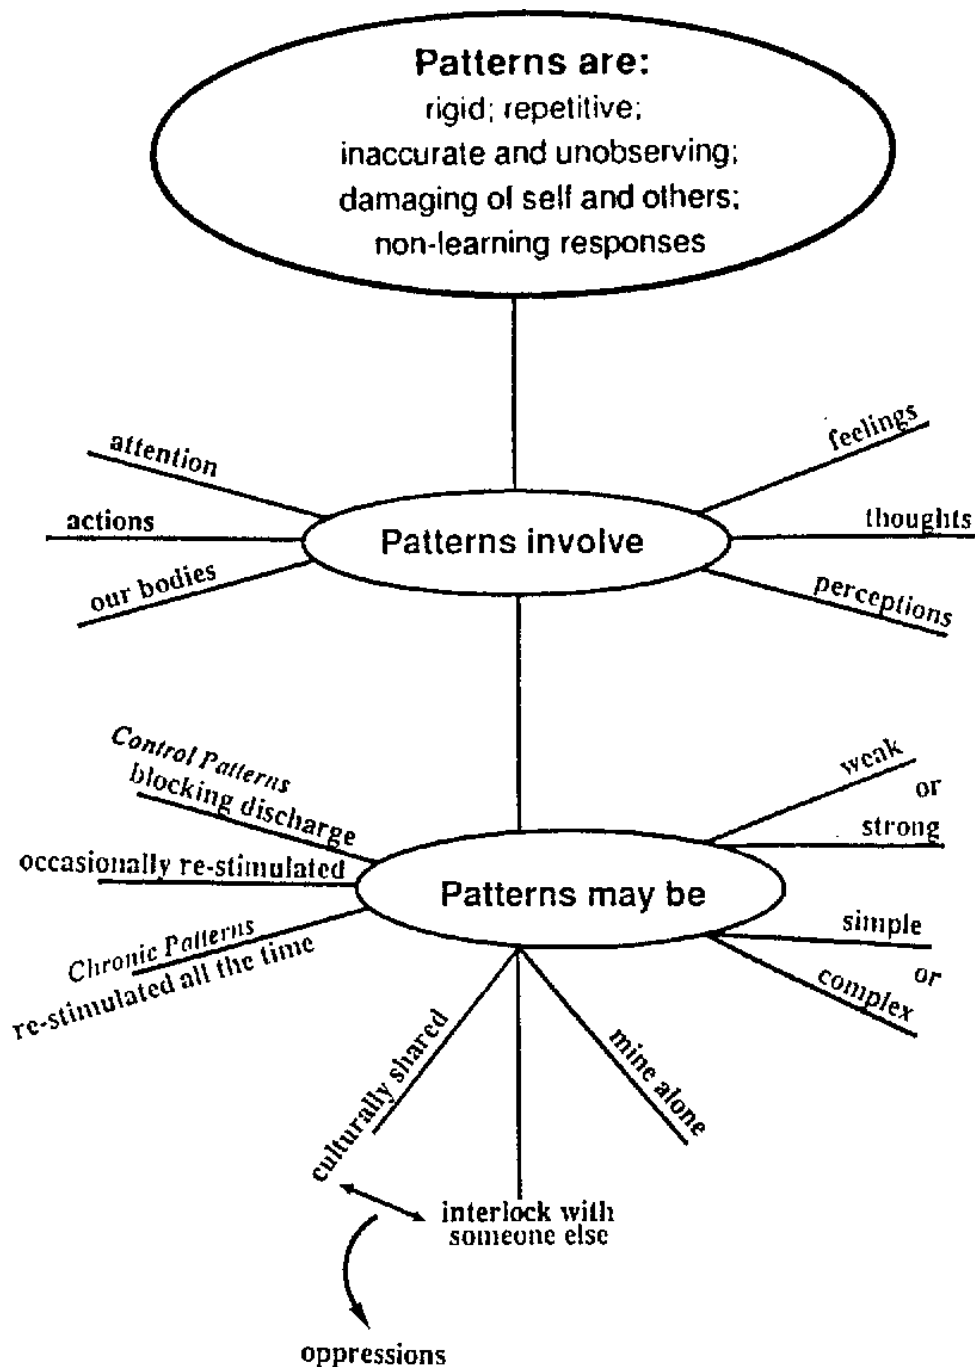 Patterns are:
rigid; repetitive;
inaccurate and unobserving;
damaging of self and others;
non-learning responses
attention
actions
our bodies
Patterns involve
feelings
thoughts
perceptions
Control Patterns
blocking discharge
occasionally re-stimulated
Chronic Patterns
re-stimulated all the time
Patterns may be
weak
or
strong
simple
or
complex
culturally shared
mine alone
interlock with
someone else
oppressions